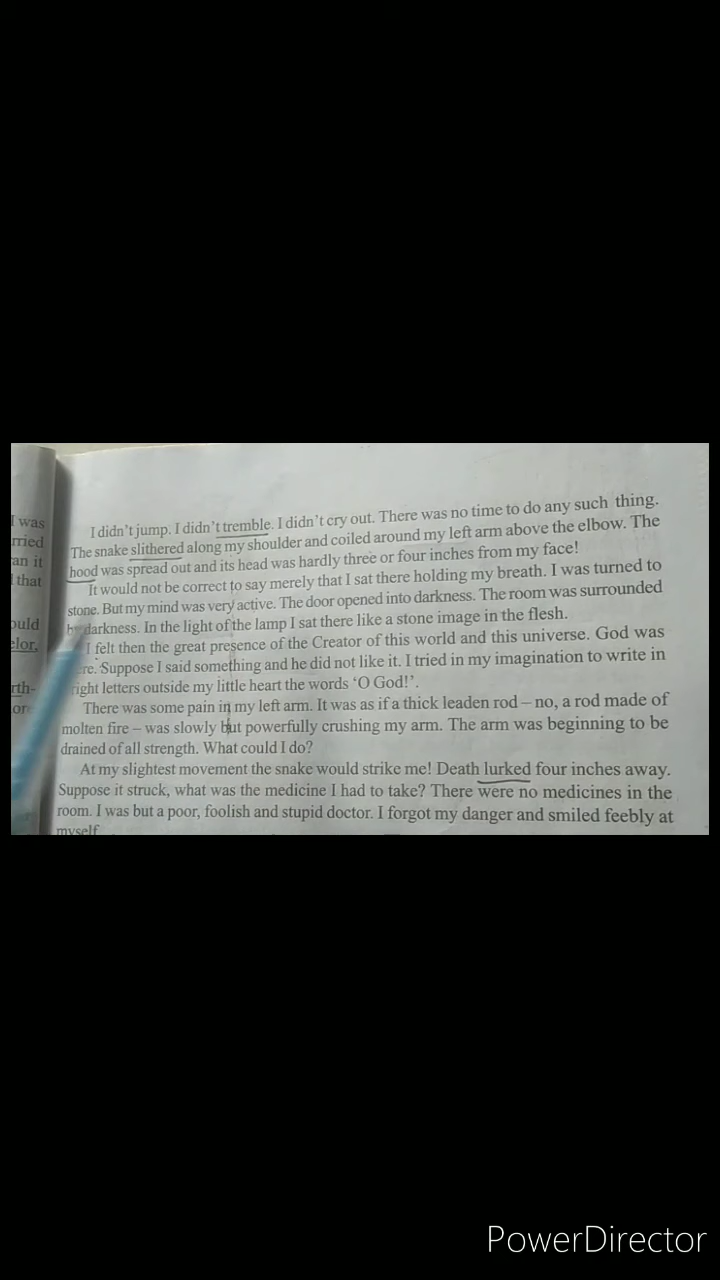 I was
rried
an it
that
ould
elor,
rth-
or
I didn't jump. I didn't tremble. I didn't cry out. There was no time to do any such thing.
The snake slithered along my shoulder and coiled around my left arm above the elbow. The
hood was spread out and its head was hardly three or four inches from my face!
It would not be correct to say merely that I sat there holding my breath. I was turned to
stone. But my mind was very active. The door opened into darkness. The room was surrounded
by darkness. In the light of the lamp I sat there like a stone image in the flesh.
I felt then the great presence of the Creator of this world and this universe. God was
re. Suppose I said something and he did not like it. I tried in my imagination to write in
right letters outside my little heart the words 'O God!'.
There was some pain in my left arm. It was as if a thick leaden rod – no, a rod made of
molten fire – was slowly but powerfully crushing my arm. The arm was beginning to be
drained of all strength. What could I do?
At my slightest movement the snake would strike me! Death lurked four inches away.
Suppose it struck, what was the medicine I had to take? There were no medicines in the
room. I was but a poor, foolish and stupid doctor. I forgot my danger and smiled feebly at
myself
PowerDirector